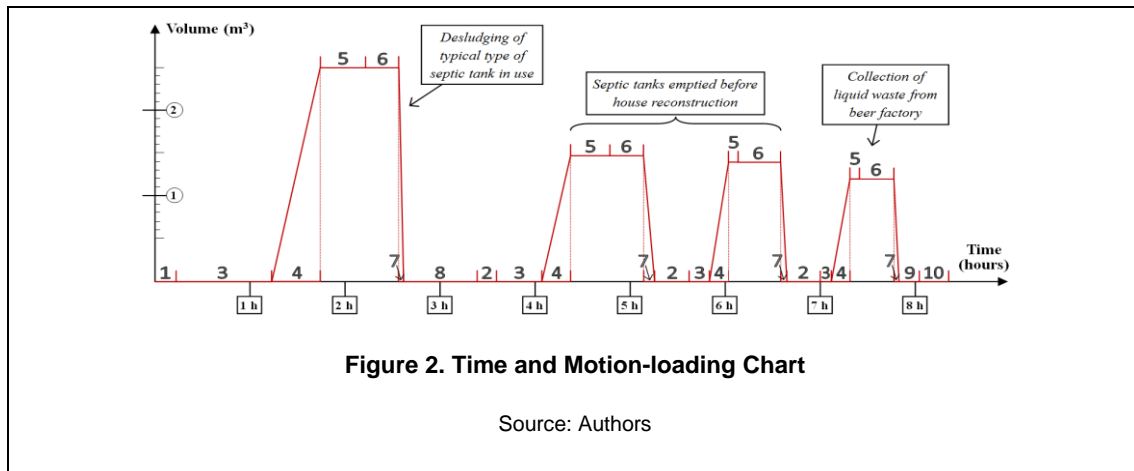 Volume (m³)
Desludging of
typical type of
septic tank in use
Septic tanks emptied before
house reconstruction
Collection of
liquid waste from
beer factory
5 6
5 6
5
6
5
6
2
1
1 3 4 7 8 2 3 4 7 2 3 4 7 2 3 4 7 9 10
Time
(hours)
1 h 2 h 3 h 4 h 5 h 6 h 7 h 8 h
Figure 2. Time and Motion-loading Chart
Source: Authors